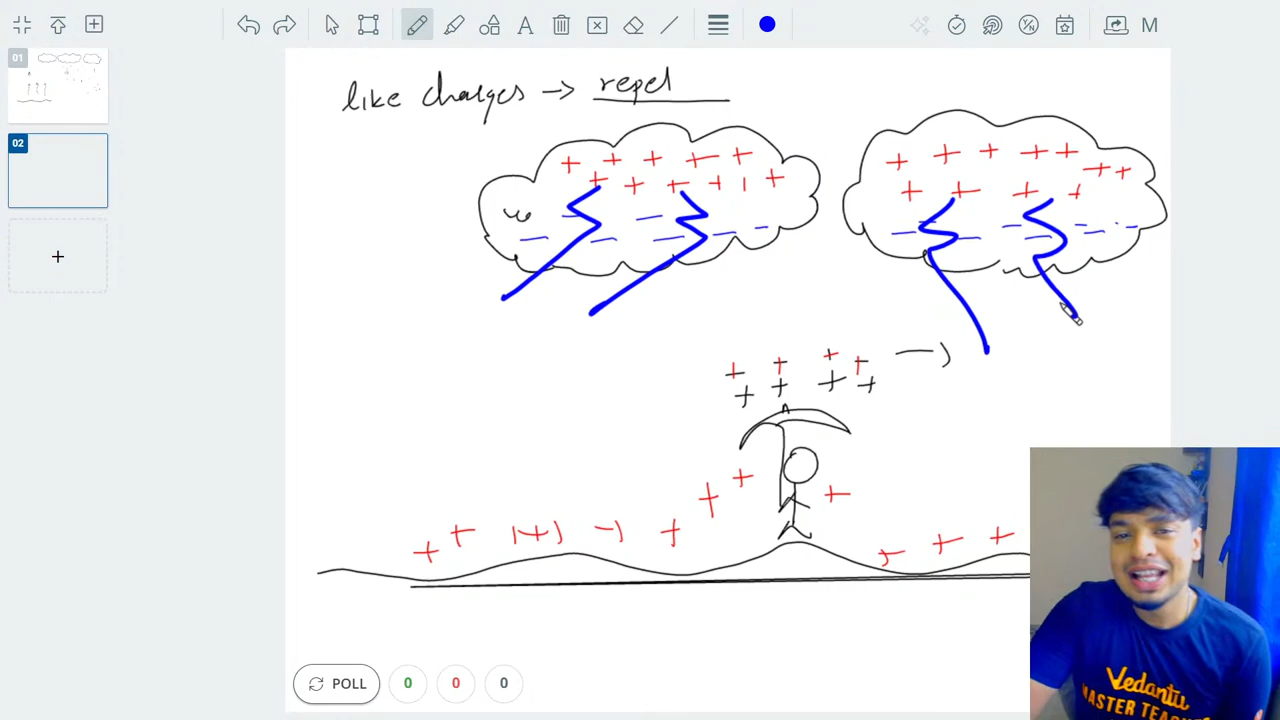 M
01
like charges → repel
02
POLL 0 0 0
Vedantu
MASTER TEACHER